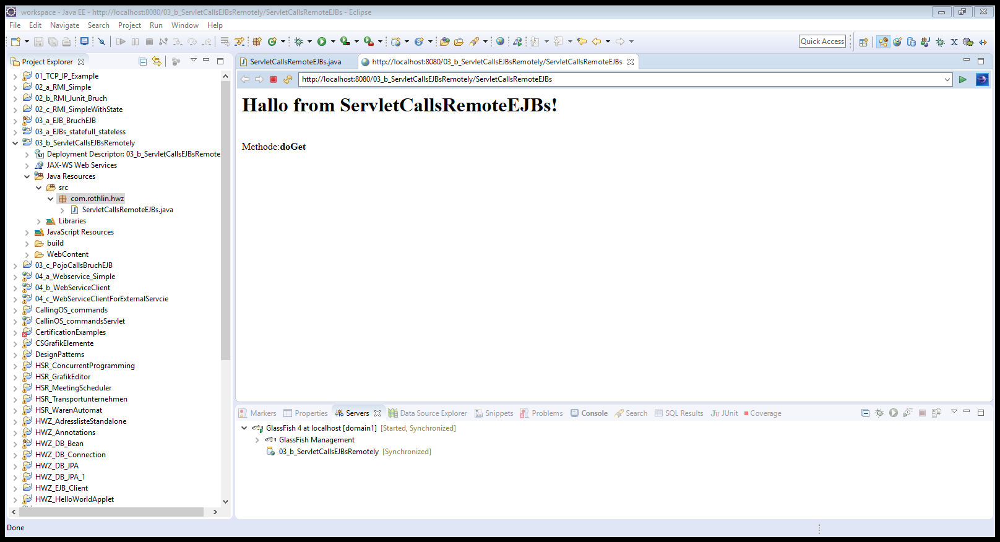 workspace - Java EE - http://localhost:8080/03_b_ServletCallsEJBsRemotely/ServletCallsRemoteEJBs - Eclipse
File Edit Navigate Search Project Run Window Help
Quick Access
Project Explorer
01_TCP_IP_Example
02_a_RMI_Simple
02_b_RMI_Junit_Bruch
02_c_RMI_SimpleWithState
03_a_EJB_BruchEJB
03_a_EJBs_statefull_stateless
03_b_ServletCallsEJBsRemotely
3.1 Deployment Descriptor: 03_b_ServletCallsEJBsRemote
JAX-WS Web Services
Java Resources
src
com.rothlin.hwz
ServletCallsRemoteEJBs.java
Libraries
JavaScript Resources
build
WebContent
03_c_PojoCallsBruchEJB
04_a_Webservice_Simple
04_b_WebServiceClient
04_c_WebServiceClientForExternalServcie
CallingOS_commands
CallinOS_commandsServlet
CertificationExamples
CSGrafikElemente
DesignPatterns
HSR_ConcurrentProgramming
HSR_GrafikEditor
HSR_MeetingScheduler
HSR_Transportunternehmen
HSR_WarenAutomat
HWZ_AdresslisteStandalone
HWZ_Annotations
HWZ_DB_Bean
HWZ_DB_Connection
HWZ_DB_JPA
HWZ_DB_JPA_1
HWZ_EJB_Client
HWZ_HelloWorldApplet
ServletCallsRemoteEJBs.java http://localhost:8080/03_b_ServletCallsEJBsRemotely/ServletCallsRemoteEJBs
http://localhost:8080/03_b_ServletCallsEJBsRemotely/ServletCallsRemoteEJBs
Hallo from ServletCallsRemoteEJBs!
Methode:doGet
Markers Properties Servers Data Source Explorer Snippets Problems Console Search SQL Results JUnit Coverage
GlassFish 4 at localhost [domain1] [Started, Synchronized]
GlassFish Management
03_b_ServletCallsEJBsRemotely [Synchronized]
Done